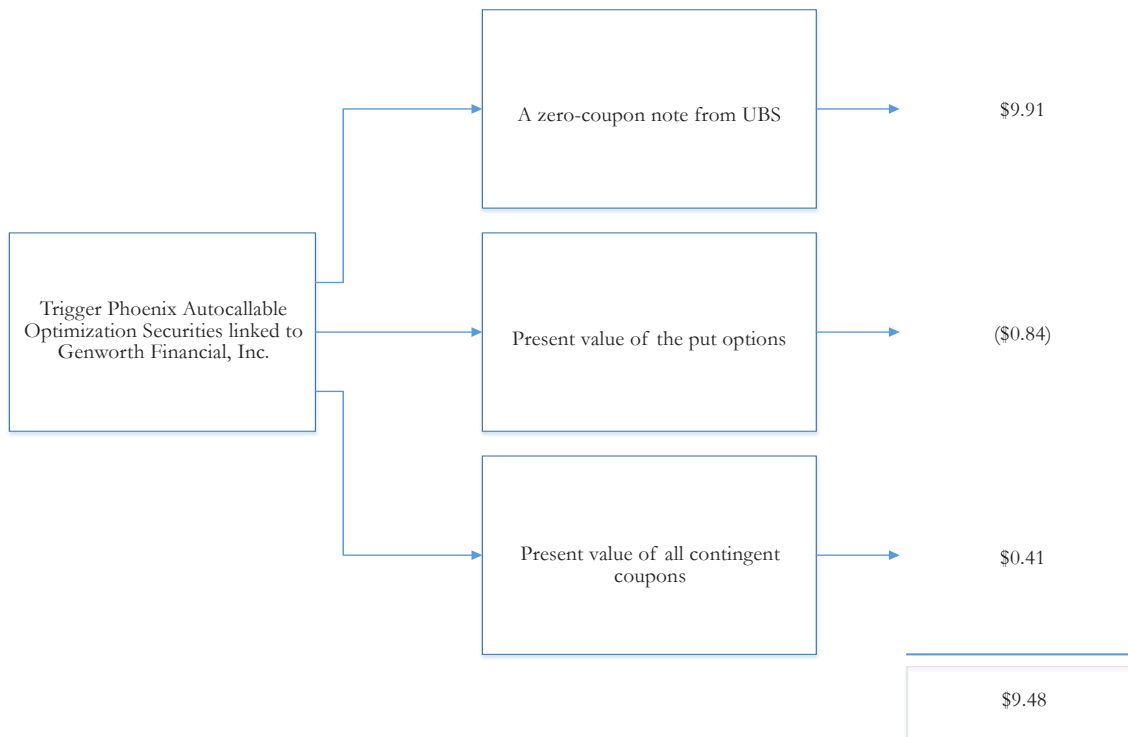 A zero-coupon note from UBS
$9.91
Trigger Phoenix Autocallable
Optimization Securities linked to
Genworth Financial, Inc.
Present value of the put options
($0.84)
Present value of all contingent
coupons
$0.41
$9.48